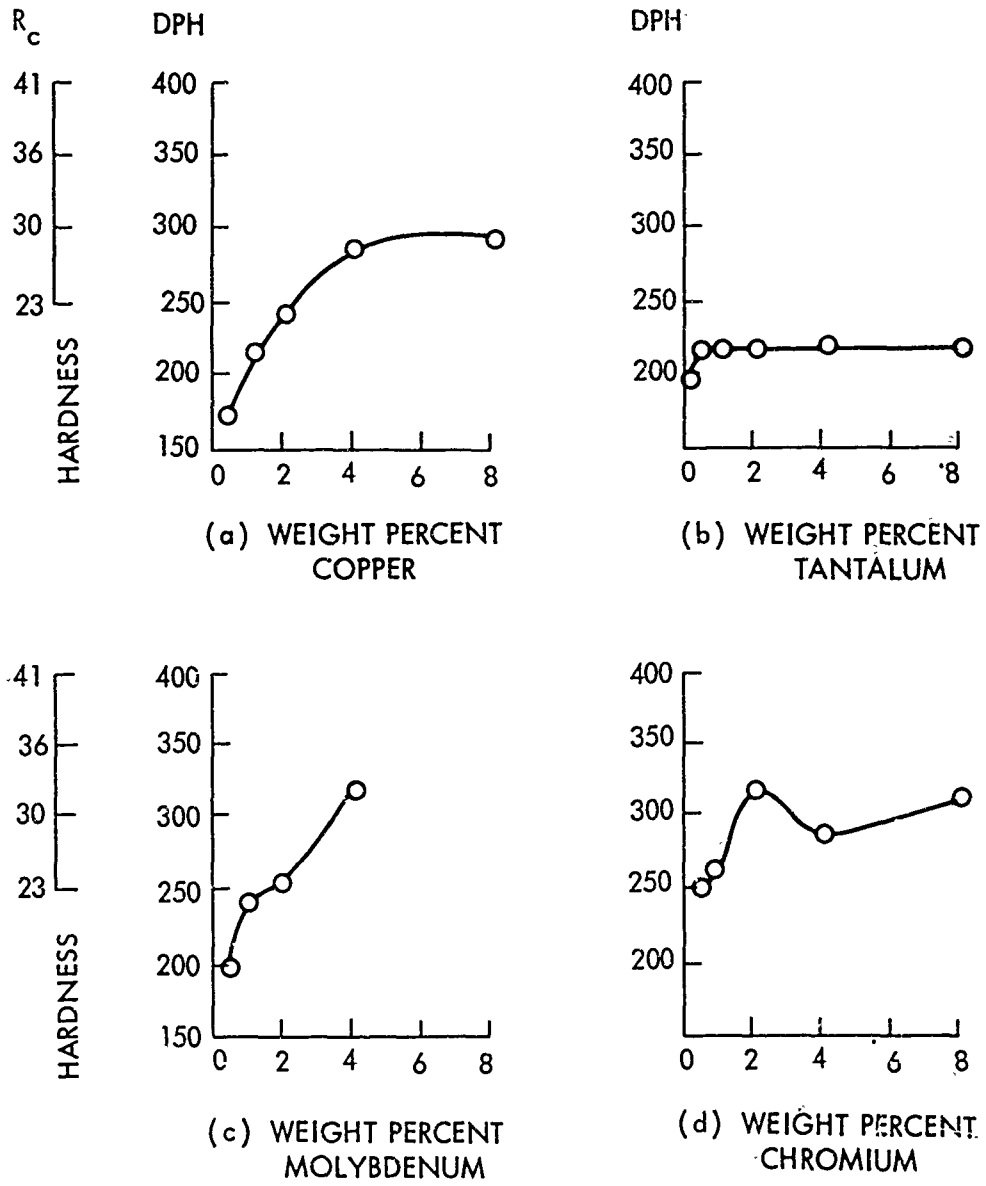 Rc DPH DPH
41 400 400
36 350 350
30 300 300
23 250 250
200 200
150
HARDNESS
0 2 4 6 8 0 2 4 6 8
(a) WEIGHT PERCENT (b) WEIGHT PERCENT
COPPER TANTALUM
41 400 400
36 350 350
30 300 300
23 250 250
200 200
150
HARDNESS
0 2 4 6 8 0 2 4 6 8
(c) WEIGHT PERCENT (d) WEIGHT PERCENT
MOLYBDENUM CHROMIUM